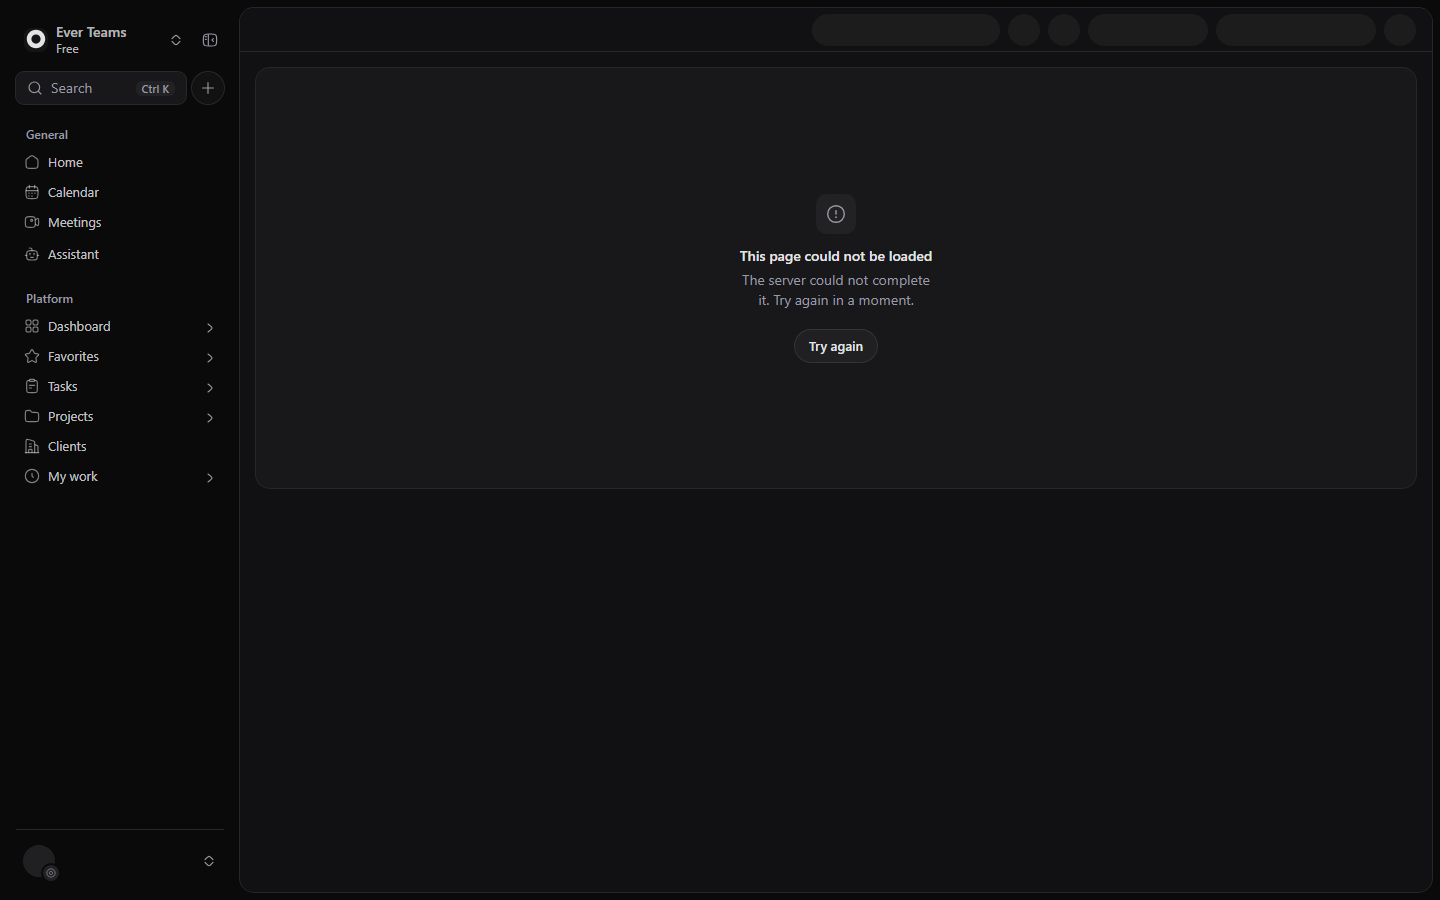 Ever Teams
Free
Search
Ctrl K
General
Home
Calendar
Meetings
Assistant
Platform
Dashboard
Favorites
Tasks
Projects
Clients
My work
This page could not be loaded
The server could not complete
it. Try again in a moment.
Try again